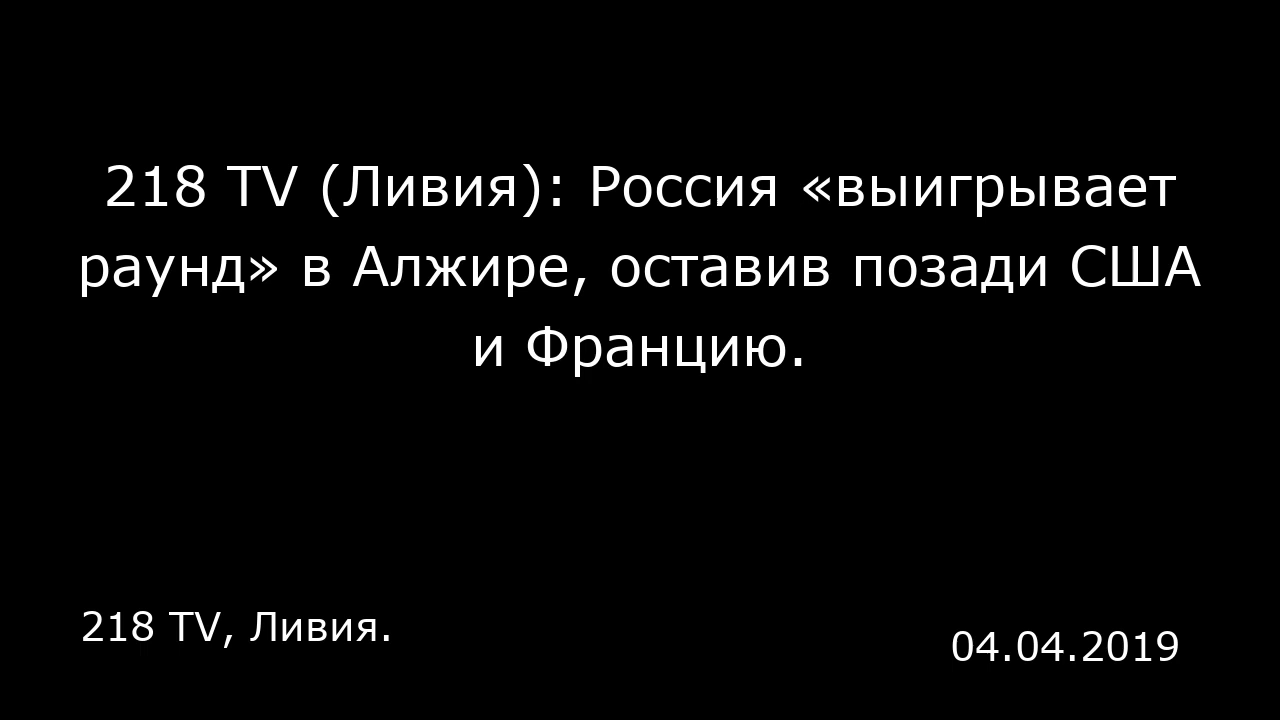 218 TV (Ливия): Россия «выигрывает
раунд» в Алжире, оставив позади США
и Францию.
218 TV, Ливия.
04.04.2019